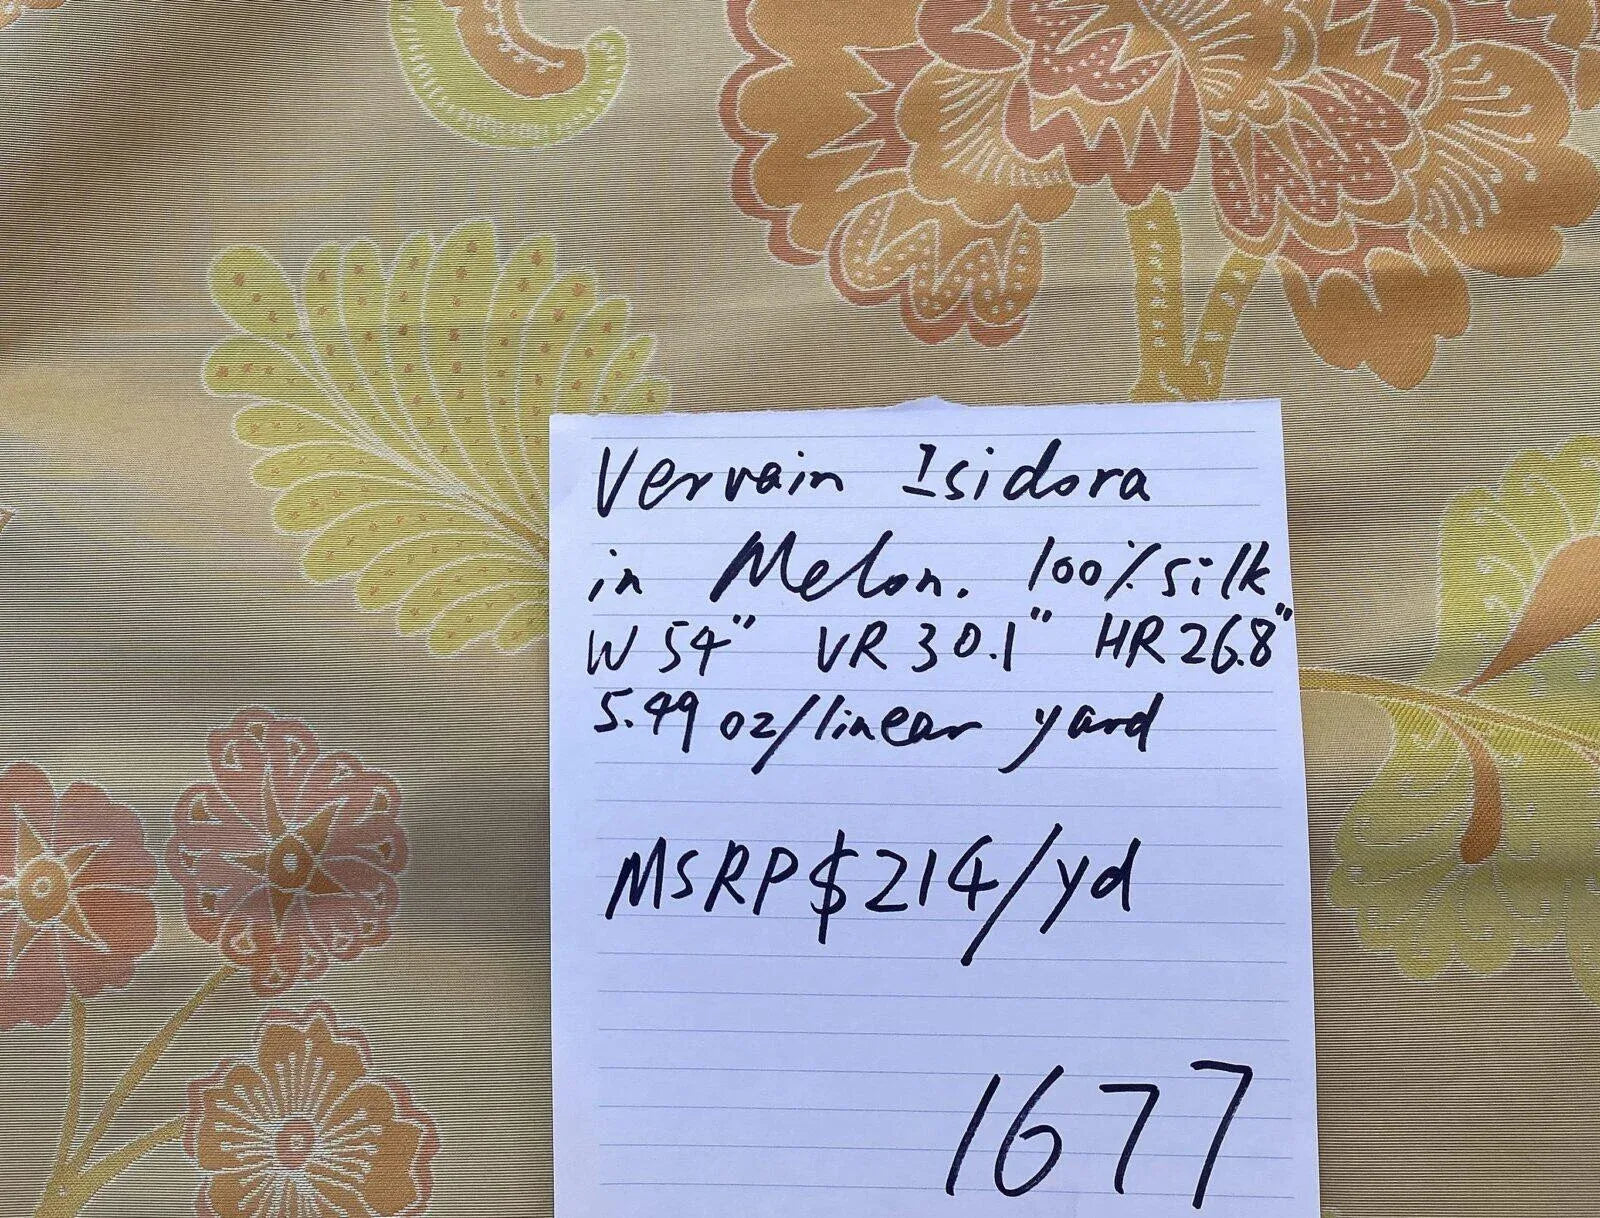 Vervain Isidora
in Melon. 100% silk
W 54" VR 30.1" HR 26.8"
5.49 oz/linear yard
MSRP $214/yd
1677